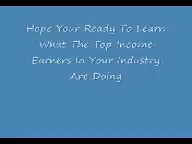 Hope Your Ready To Learn
What The Top Income
Earners In Your Industry
Are Doing